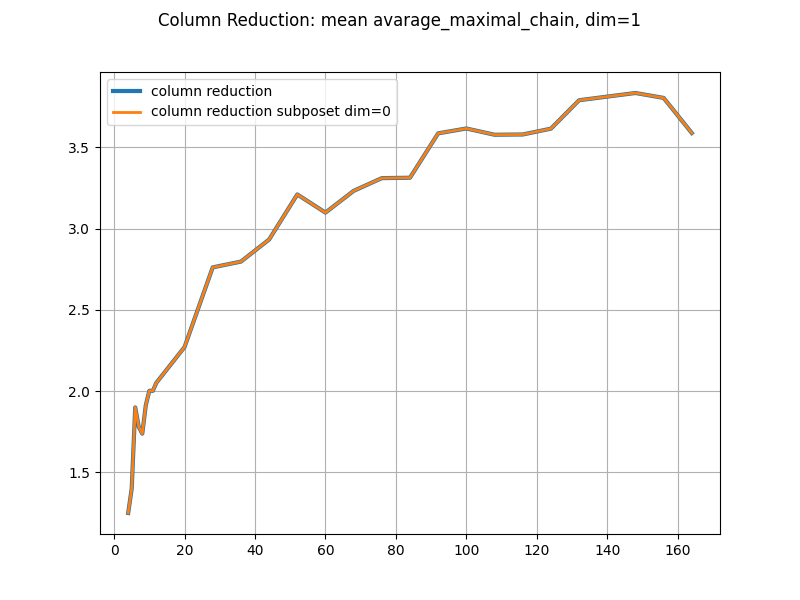 Column Reduction: mean avarage_maximal_chain, dim=1
column reduction
column reduction subposet dim=0
3.5
3.0
2.5
2.0
1.5
0 20 40 60 80 100 120 140 160